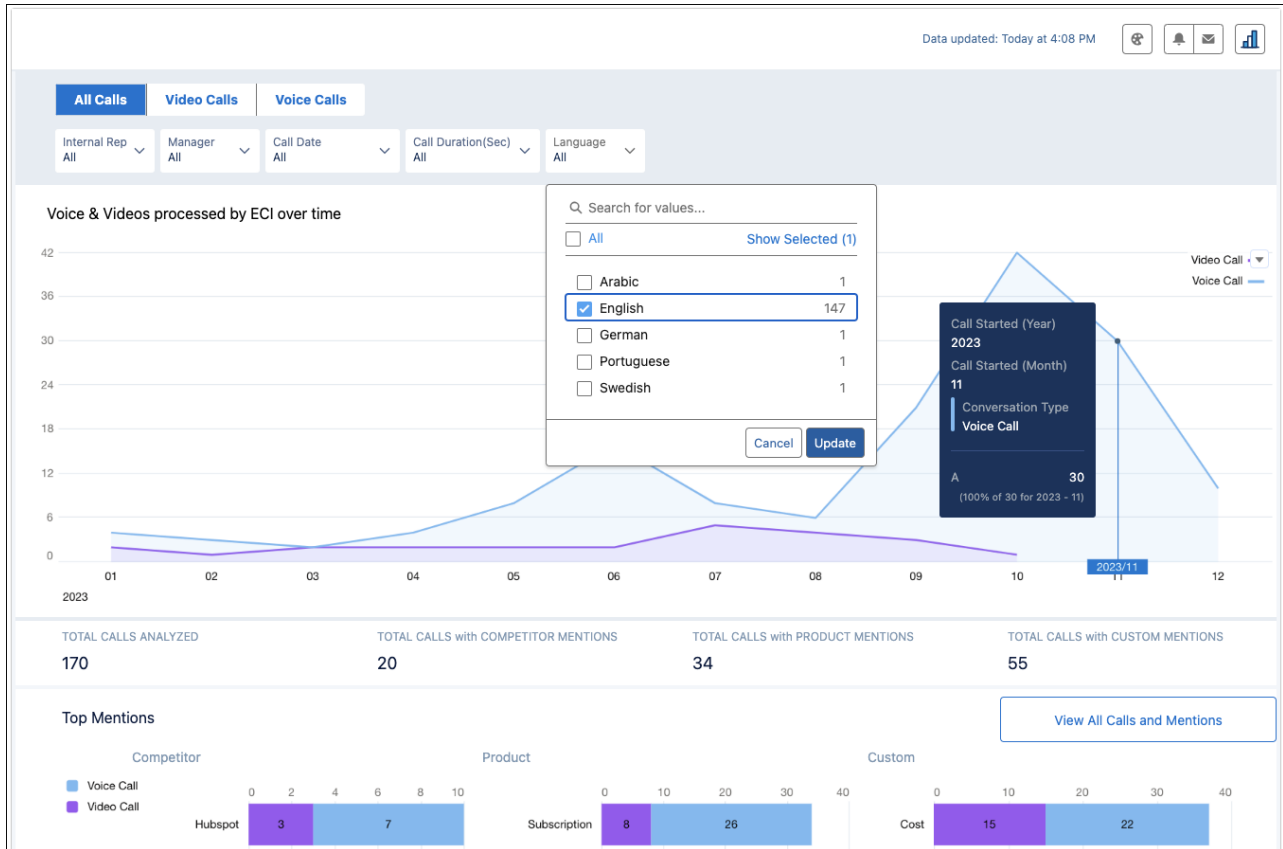 Data updated: Today at 4:08 PM
All Calls Video Calls Voice Calls
Internal Rep Manager Call Date Call Duration(Sec) Language
All All All All All
Voice & Videos processed by ECI over time
Search for values...
All Show Selected (1)
Arabic 1
English 147
German 1
Portuguese 1
Swedish 1
Cancel Update
42
36
30
24
18
12
6
0
Video Call
Voice Call
Call Started (Year)
2023
Call Started (Month)
11
Conversation Type
Voice Call
A 30
(100% of 30 for 2023 - 11)
2023/11
01 02 03 04 05 06 07 08 09 10 11 12
2023
TOTAL CALLS ANALYZED TOTAL CALLS with COMPETITOR MENTIONS TOTAL CALLS with PRODUCT MENTIONS TOTAL CALLS with CUSTOM MENTIONS
170 20 34 55
Top Mentions
View All Calls and Mentions
Competitor Product Custom
Voice Call
Video Call
0 2 4 6 8 10 0 10 20 30 40 0 10 20 30 40
Hubspot 3 7 Subscription 8 26 Cost 15 22